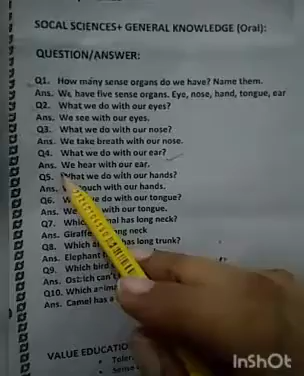 SOCAL SCIENCES+ GENERAL KNOWLEDGE (Oral):
QUESTION/ANSWER:
Q1. How many sense organs do we have? Name them.
Ans. We have five sense organs. Eye, nose, hand, tongue, ear
Q2. What we do with our eyes?
Ans. We see with our eyes.
Q3. What we do with our nose?
Ans. We take breath with our nose.
Q4. What we do with our ear?
Ans. We hear with our ear.
Q5. What we do with our hands?
Ans. touch with our hands.
Q6. we do with our tongue?
Ans. with our tongue.
Q7. has long neck?
Ans. Giraffe long neck
Q8. Which has long trunk?
Ans. Elephant
Q9. Which bird
Ans. Ostrich can't
Q10. Which anima
Ans. Camel has a
VALUE EDUCATIO
• Toler
• Sense
InShOt